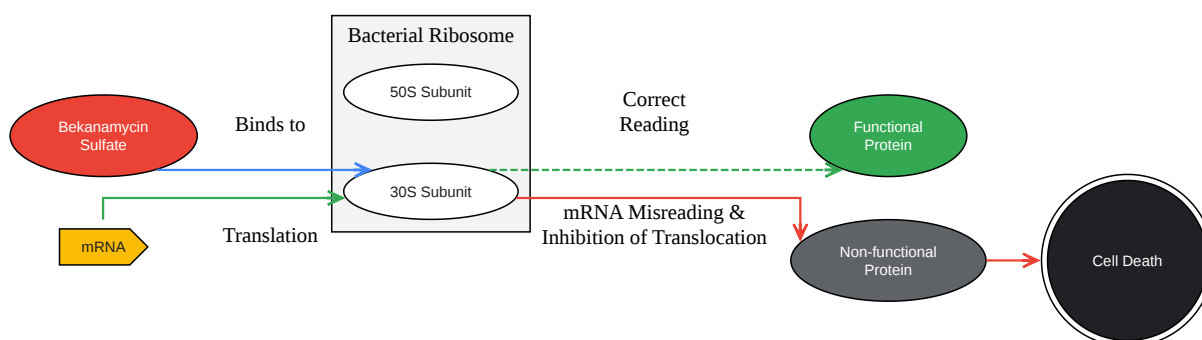 Bacterial Ribosome
50S Subunit
Bekanamycin
Sulfate
Binds to
Correct
Reading
Functional
Protein
30S Subunit
mRNA
Translation
mRNA Misreading &
Inhibition of Translocation
Non-functional
Protein
Cell Death